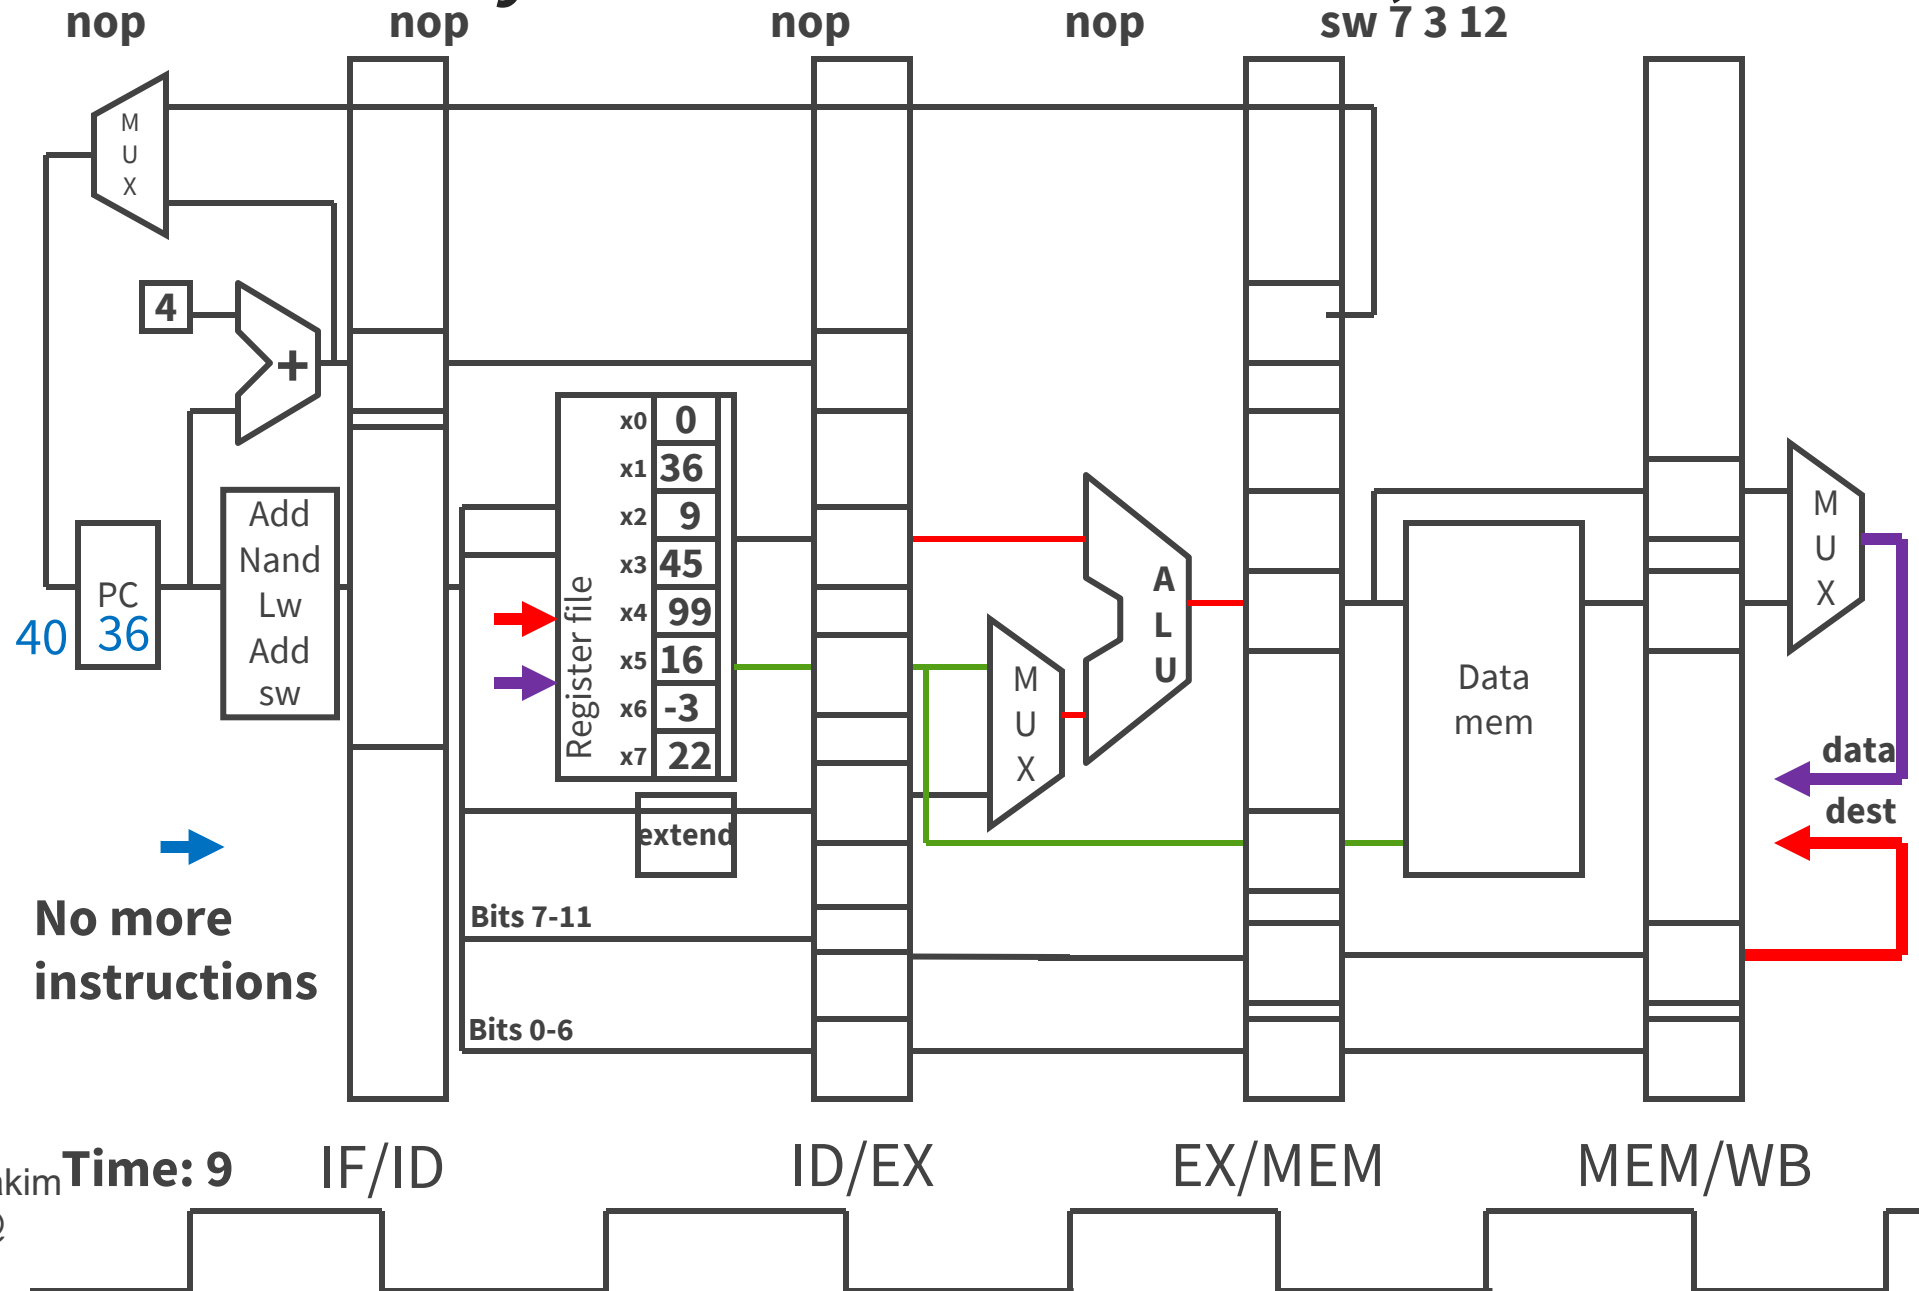 nop nop nop nop sw 7 3 12
M
U
X
4
+
x0 0
x1 36
x2 9
x3 45
x4 99
x5 16
x6 -3
x7 22
Register file
Add
Nand
Lw
Add
sw
PC
40 36
A
L
U
M
U
X
Data
mem
M
U
X
data
dest
extend
Bits 7-11
Bits 0-6
No more
instructions
Time: 9
IF/ID ID/EX EX/MEM MEM/WB